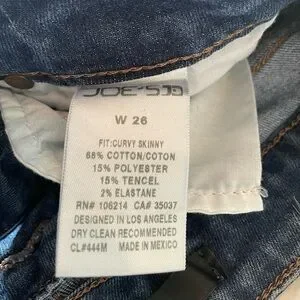 JOE'S
W 26
FIT:CURVY SKINNY
68% COTTON/COTON
15% POLYESTER
15% TENCEL
2% ELASTANE
RN# 106214 CA# 35037
DESIGNED IN LOS ANGELES
DRY CLEAN RECOMMENDED
CL#444M MADE IN MEXICO